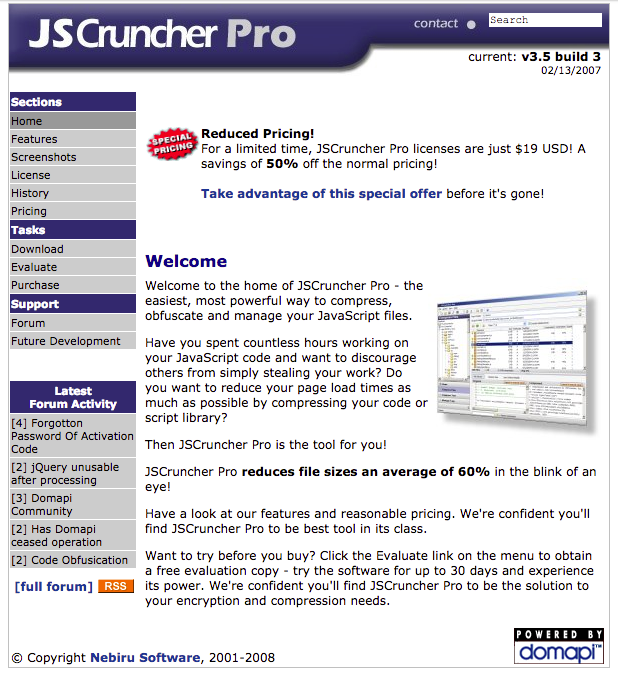 JSCruncher Pro
contact
Search
current: v3.5 build 3
02/13/2007
Sections
Home
Features
Screenshots
License
History
Pricing
Tasks
Download
Evaluate
Purchase
Support
Forum
Future Development
Latest
Forum Activity
[4] Forgotton
Password Of Activation
Code
[2] jQuery unusable
after processing
[3] Domapi
Community
[2] Has Domapi
ceased operation
[2] Code Obfusication
[full forum] RSS
SPECIAL
PRICING
Reduced Pricing!
For a limited time, JSCruncher Pro licenses are just $19 USD! A
savings of 50% off the normal pricing!
Take advantage of this special offer before it's gone!
Welcome
Welcome to the home of JSCruncher Pro - the
easiest, most powerful way to compress,
obfuscate and manage your JavaScript files.
Have you spent countless hours working on
your JavaScript code and want to discourage
others from simply stealing your work? Do
you want to reduce your page load times as
much as possible by compressing your code or
script library?
Then JSCruncher Pro is the tool for you!
JSCruncher Pro reduces file sizes an average of 60% in the blink of an
eye!
Have a look at our features and reasonable pricing. We're confident you'll
find JSCruncher Pro to be best tool in its class.
Want to try before you buy? Click the Evaluate link on the menu to obtain
a free evaluation copy - try the software for up to 30 days and experience
its power. We're confident you'll find JSCruncher Pro to be the solution to
your encryption and compression needs.
POWERED BY
domapi
© Copyright Nebiru Software, 2001-2008